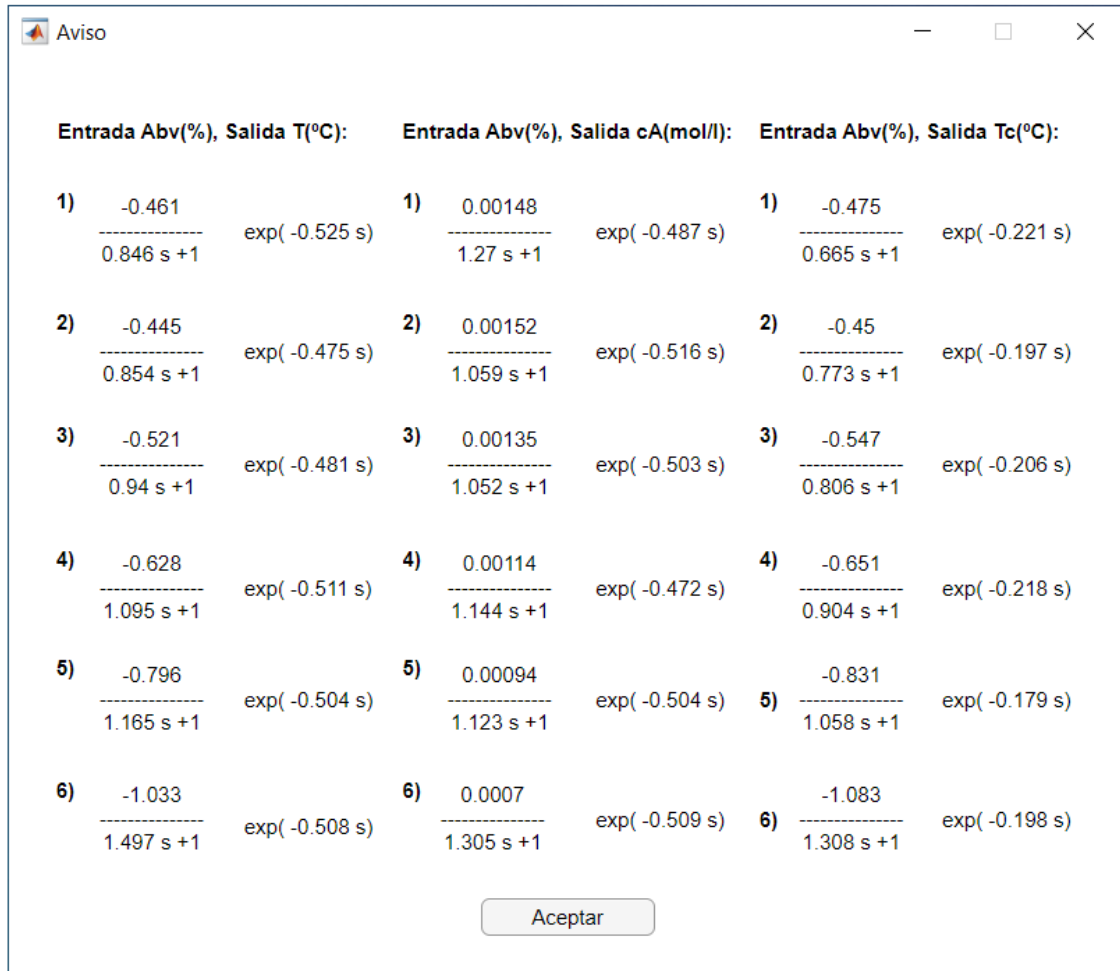 Aviso
Entrada Abv(%), Salida T(ºC): Entrada Abv(%), Salida cA(mol/l): Entrada Abv(%), Salida Tc(ºC):
1) -0.461 1) 0.00148 1) -0.475
---------------- exp( -0.525 s) ---------------- exp( -0.487 s) ---------------- exp( -0.221 s)
0.846 s +1 1.27 s +1 0.665 s +1
2) -0.445 2) 0.00152 2) -0.45
---------------- exp( -0.475 s) ---------------- exp( -0.516 s) ---------------- exp( -0.197 s)
0.854 s +1 1.059 s +1 0.773 s +1
3) -0.521 3) 0.00135 3) -0.547
---------------- exp( -0.481 s) ---------------- exp( -0.503 s) ---------------- exp( -0.206 s)
0.94 s +1 1.052 s +1 0.806 s +1
4) -0.628 4) 0.00114 4) -0.651
---------------- exp( -0.511 s) ---------------- exp( -0.472 s) ---------------- exp( -0.218 s)
1.095 s +1 1.144 s +1 0.904 s +1
5) -0.796 5) 0.00094 -0.831
---------------- exp( -0.504 s) ---------------- exp( -0.504 s) 5) ---------------- exp( -0.179 s)
1.165 s +1 1.123 s +1 1.058 s +1
6) -1.033 6) 0.0007 -1.083
---------------- exp( -0.508 s) ---------------- exp( -0.509 s) 6) ---------------- exp( -0.198 s)
1.497 s +1 1.305 s +1 1.308 s +1
Aceptar